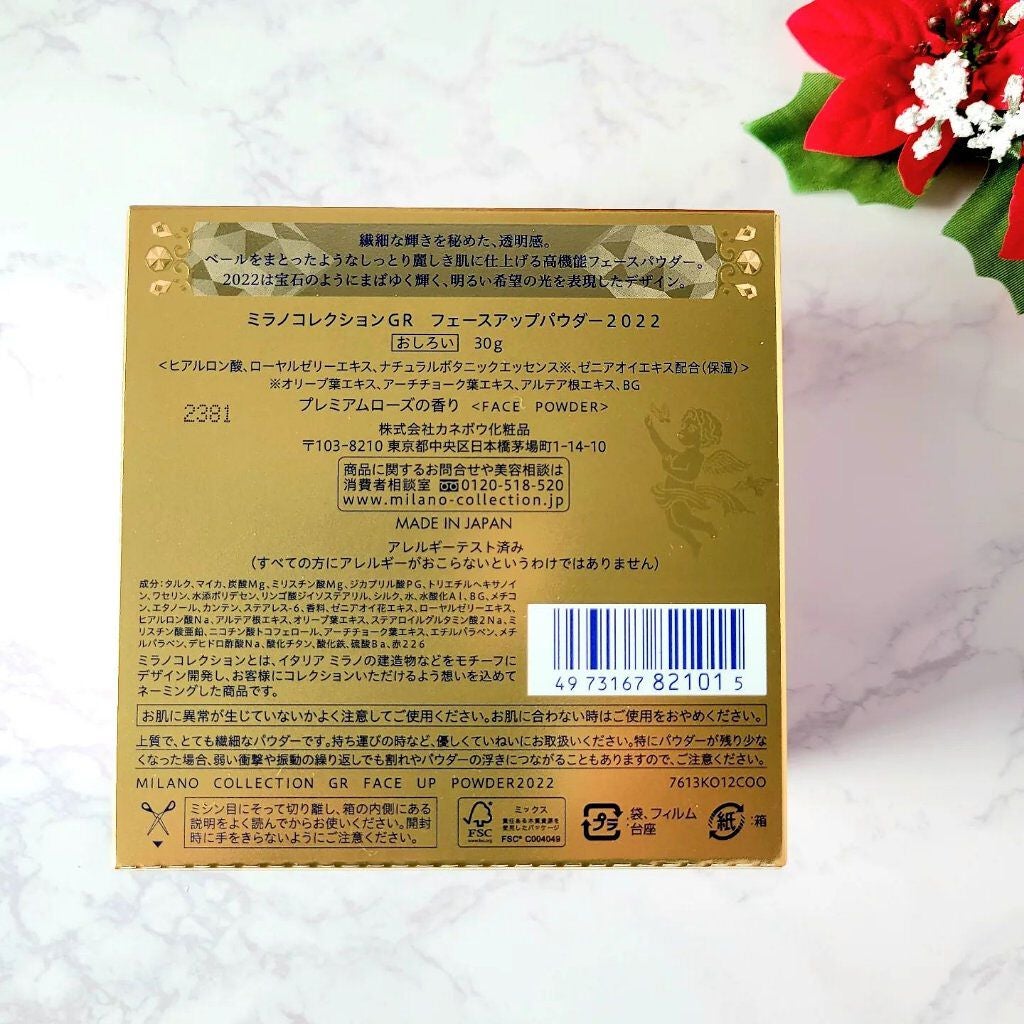 繊細な輝きを秘めた、透明感。
ベールをまとったようなしっとり麗しき肌に仕上げる高機能フェースパウダー。
2022は宝石のようにまばゆく輝く、明るい希望の光を表現したデザイン。
ミラノコレクションGR フェースアップパウダー2022
おしろい 30g
<ヒアルロン酸、ローヤルゼリーエキス、ナチュラルボタニックエッセンス※、ゼニアオイエキス配合(保湿)>
※オリーブ葉エキス、アーチチョーク葉エキス、アルテア根エキス、BG
プレミアムローズの香り <FACE POWDER>
2381
株式会社カネボウ化粧品
〒103-8210 東京都中央区日本橋茅場町1-14-10
商品に関するお問合せや美容相談は
消費者相談室 0120-518-520
www.milano-collection.jp
MADE IN JAPAN
アレルギーテスト済み
(すべての方にアレルギーがおこらないというわけではありません)
成分:タルク、マイカ、炭酸Mg、ミリスチン酸Mg、ジカプリル酸PG、トリエチルヘキサノイ
ン、ワセリン、水添ポリデセン、リンゴ酸ジイソステアリル、シルク、水、水酸化Al、BG、メチコ
ン、エタノール、カンテン、ステアレス-6、香料、ゼニアオイ花エキス、ローヤルゼリーエキス、
ヒアルロン酸Na、アルテア根エキス、オリーブ葉エキス、ステアロイルグルタミン酸2Na、ミ
リスチン酸亜鉛、ニコチン酸トコフェロール、アーチチョーク葉エキス、エチルパラベン、メチ
ルパラベン、デヒドロ酢酸Na、酸化チタン、酸化鉄、硫酸Ba、赤226
ミラノコレクションとは、イタリア ミラノの建造物などをモチーフに
デザイン開発し、お客様にコレクションいただけるよう想いを込めて
ネーミングした商品です。
4973167821015
お肌に異常が生じていないかよく注意してご使用ください。お肌に合わない時はご使用をおやめください。
上質で、とても繊細なパウダーです。持ち運びの時など、優しくていねいにお取扱いください。特にパウダーが残り少な
くなった場合、弱い衝撃や振動の繰り返しでも割れやパウダーの浮きにつながることもありますので、ご注意ください。
MILANO COLLECTION GR FACE UP POWDER2022
7613KO12COO
ミシン目にそって切り離し、箱の内側にある
説明をよく読んでからお使いください。開封
時に手をきらないようにご注意ください。
FSC
www.fsc.org
ミックス
責任ある木質資源を
使用したパッケージ
FSC® C004049
プラ :袋、フィルム
:台座
紙 :箱